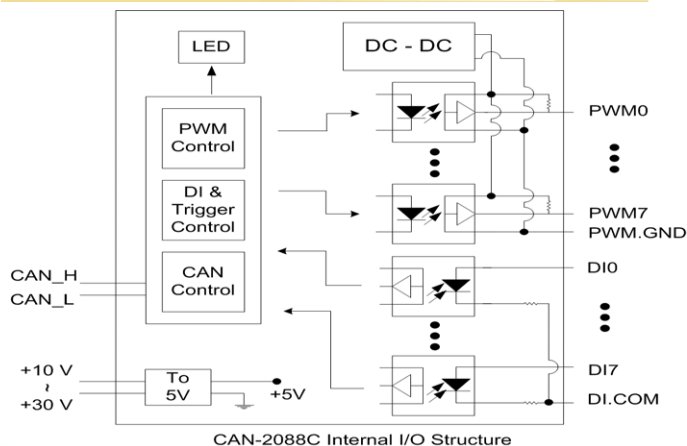 LED
DC - DC
PWM
Control
DI &
Trigger
Control
CAN
Control
CAN_H
CAN_L
+10 V
~
+30 V
To
5V
+5V
PWM0
PWM7
PWM.GND
DI0
DI7
DI.COM
CAN-2088C Internal I/O Structure